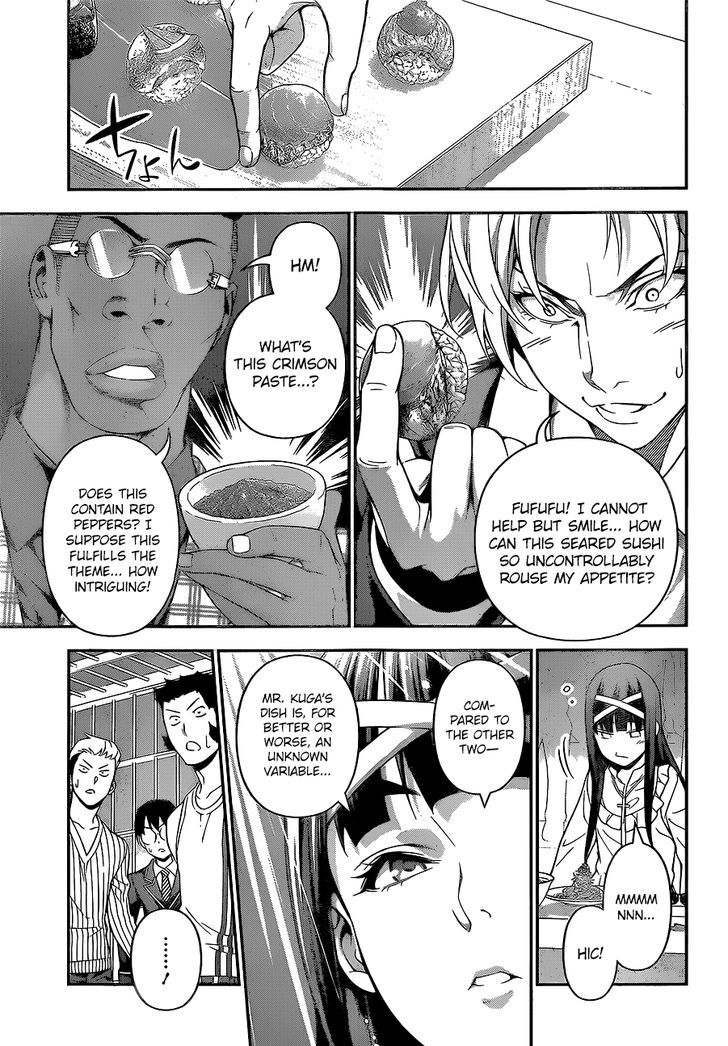 ちょん
FUFUFU! I CANNOT
HELP BUT SMILE... HOW
CAN THIS SEARED SUSHI
SO UNCONTROLLABLY
ROUSE MY APPETITE?
HM!
WHAT'S
THIS CRIMSON
PASTE...?
DOES THIS
CONTAIN RED
PEPPERS? I
SUPPOSE THIS
FULFILLS THE
THEME... HOW
INTRIGUING!
MMMM
NNN...
HIC!
COM-
PARED TO
THE OTHER
TWO—
MR. KUGA'S
DISH IS, FOR
BETTER OR
WORSE, AN
UNKNOWN
VARIABLE...
......!